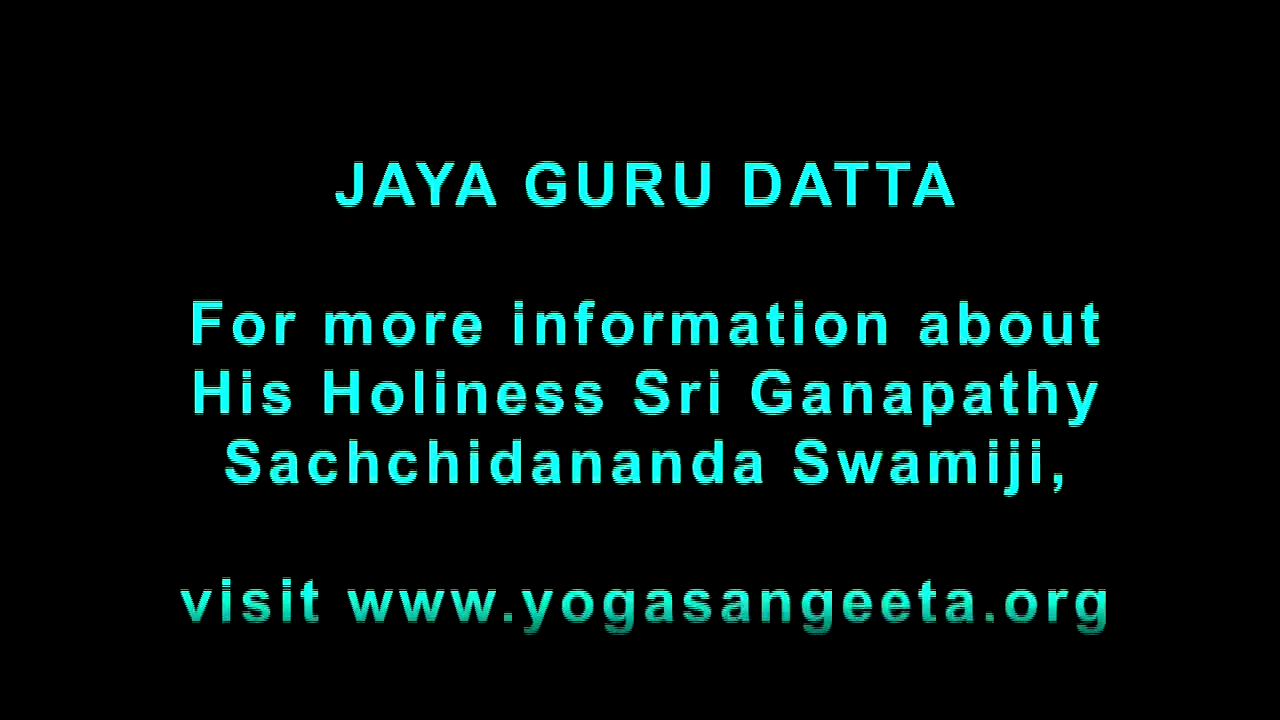 JAYA GURU DATTA
For more information about
His Holiness Sri Ganapathy
Sachchidananda Swamiji,
visit www.yogasangeeta.org